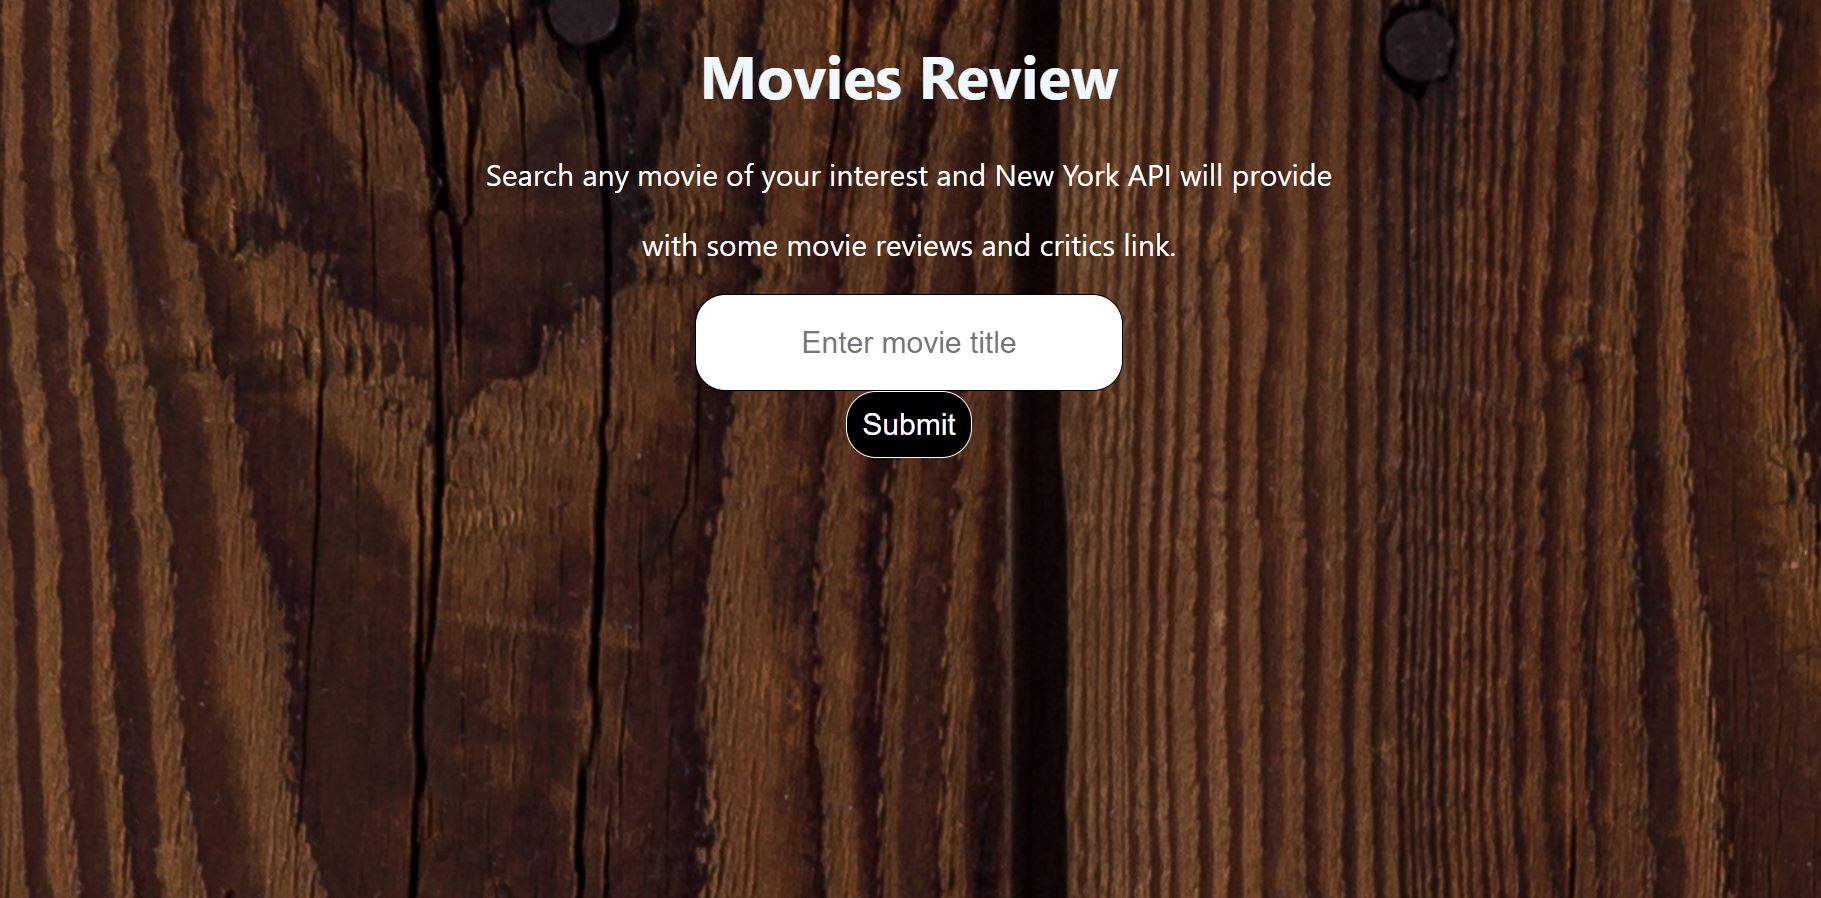 Movies Review
Search any movie of your interest and New York API will provide
with some movie reviews and critics link.
Enter movie title
Submit